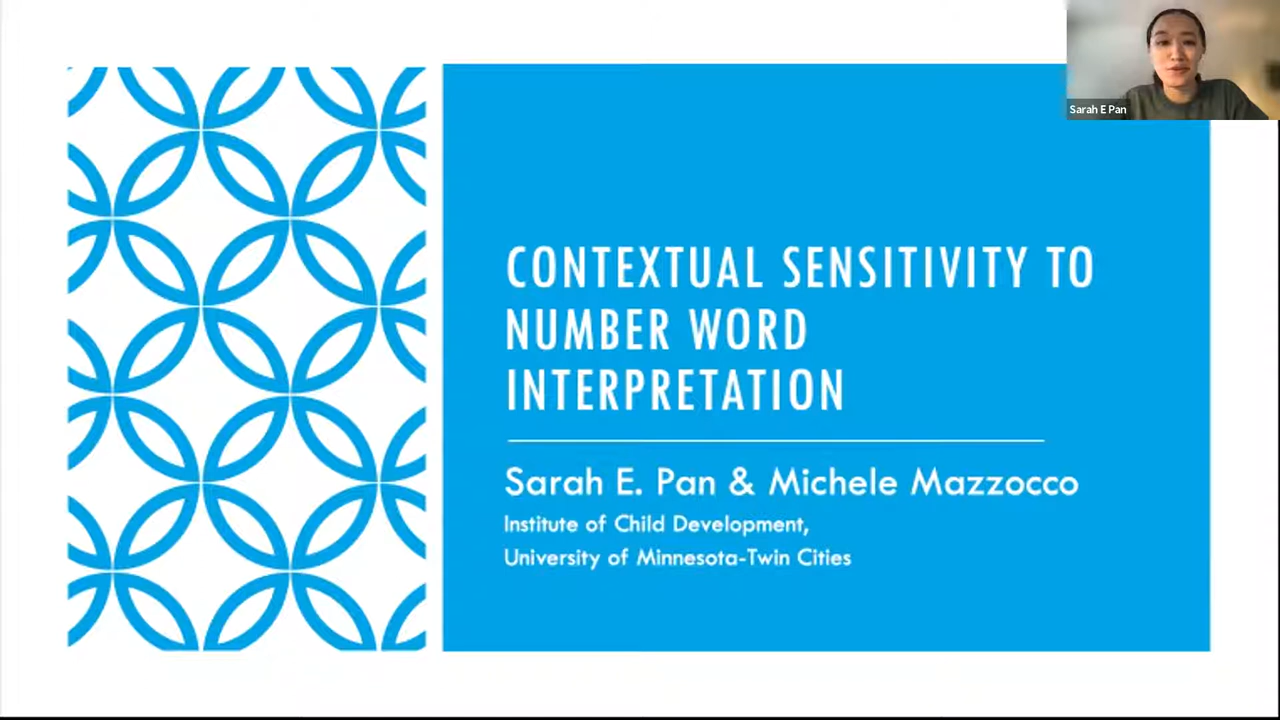 Sarah E Pan
CONTEXTUAL SENSITIVITY TO
NUMBER WORD
INTERPRETATION
Sarah E. Pan & Michele Mazzocco
Institute of Child Development,
University of Minnesota-Twin Cities